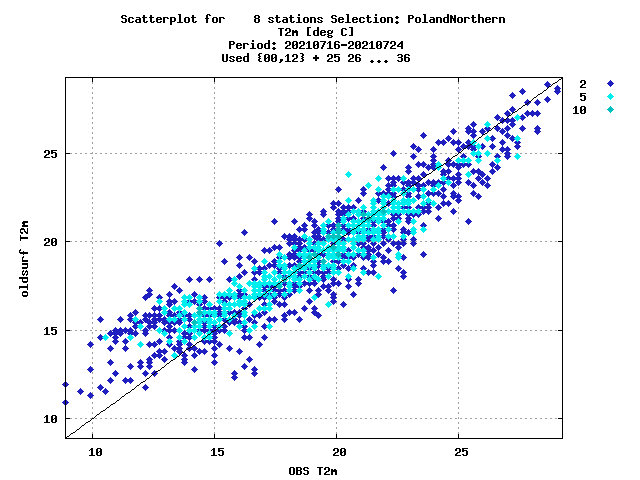 Scatterplot for    8 stations Selection: PolandNorthern
T2m [deg C]
Period: 20210716-20210724
Used {00,12} + 25 26 ... 36
2
5
10
25
20
15
10
oldsurf T2m
10 15 20 25
OBS T2m